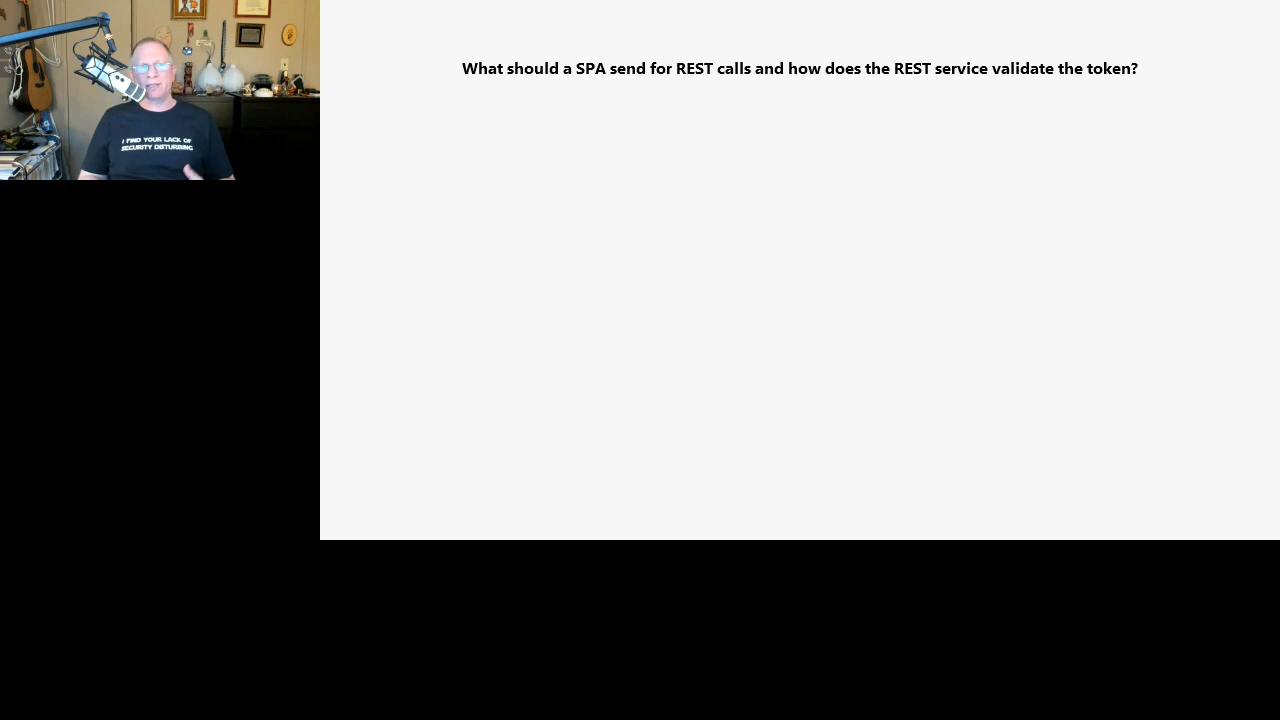 What should a SPA send for REST calls and how does the REST service validate the token?
I FIND YOUR LACK OF
SECURITY DISTURBING